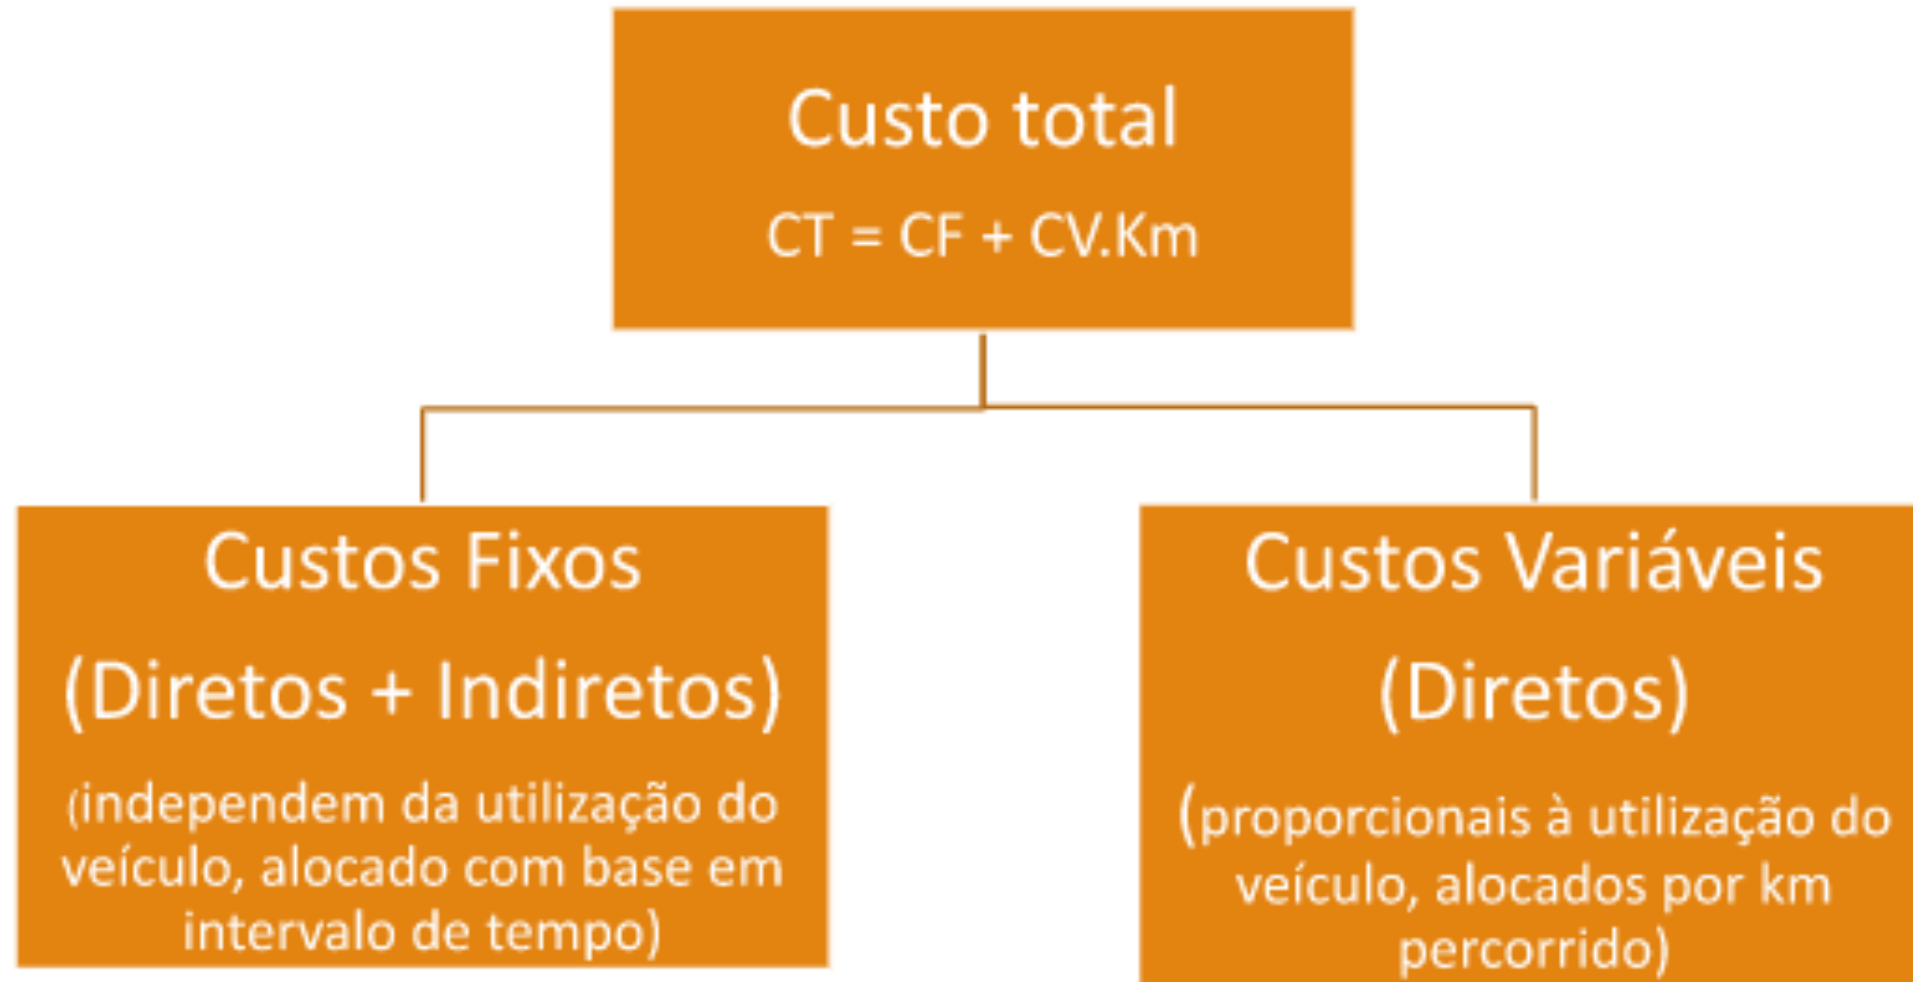 Custo total
CT = CF + CV.Km
Custos Fixos
(Diretos + Indiretos)
(independem da utilização do
veículo, alocado com base em
intervalo de tempo)
Custos Variáveis
(Diretos)
(proporcionais à utilização do
veículo, alocados por km
percorrido)